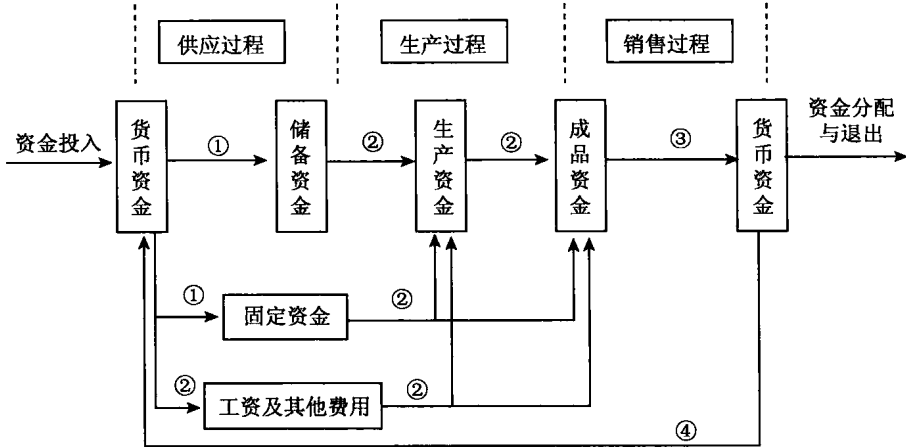 供应过程
生产过程
销售过程
资金投入
货币资金
①
储备资金
②
生产资金
②
成品资金
③
货币资金
资金分配
与退出
①
固定资金
②
②
工资及其他费用
②
④